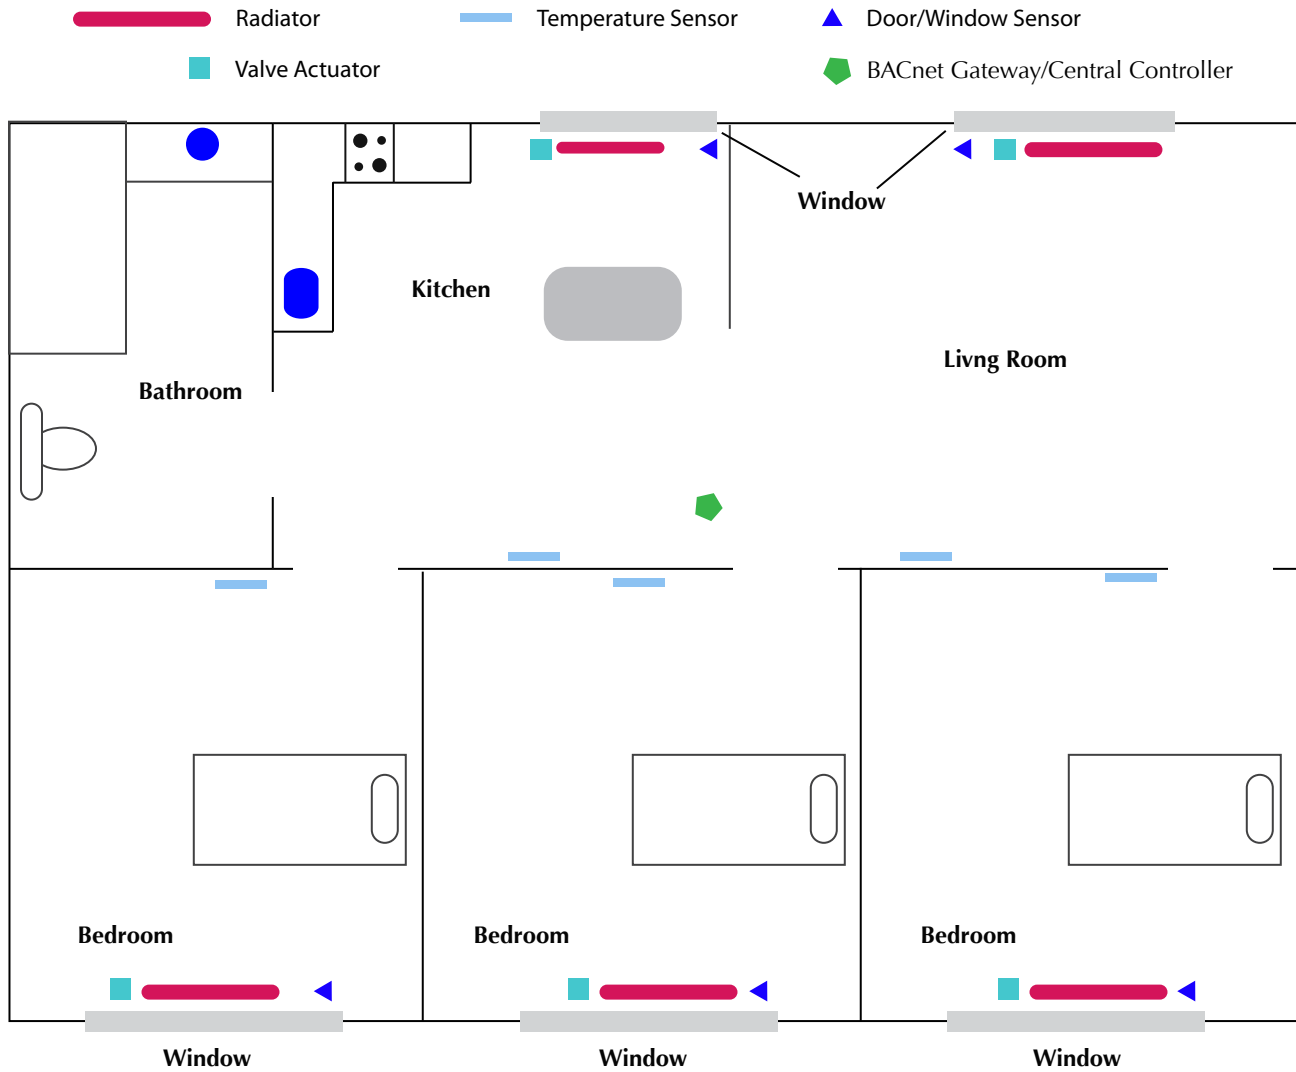 Radiator
Temperature Sensor
Door/Window Sensor
Valve Actuator
BACnet Gateway/Central Controller
Window
Kitchen
Livng Room
Bathroom
Bedroom
Bedroom
Bedroom
Window
Window
Window